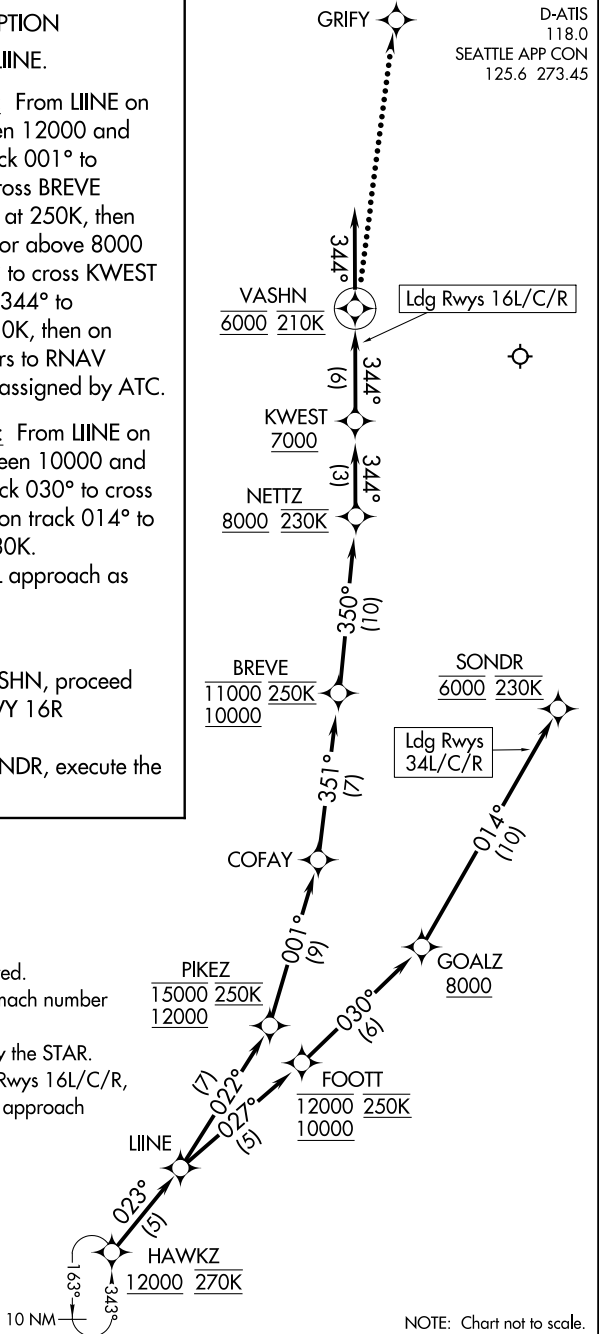 PTION
LIINE.
From LIINE on
en 12000 and
ck 001° to
ross BREVE
at 250K, then
or above 8000
to cross KWEST
344° to
0K, then on
rs to RNAV
assigned by ATC.
From LIINE on
een 10000 and
ck 030° to cross
on track 014° to
30K.
approach as
SHN, proceed
VY 16R
NDR, execute the
ed.
mach number
y the STAR.
Rwys 16L/C/R,
approach
D-ATIS
118.0
SEATTLE APP CON
125.6 273.45
GRIFY
344°
VASHN
6000 210K
Ldg Rwys 16L/C/R
344°
(6)
KWEST
7000
344°
(3)
NETTZ
8000 230K
350°
(10)
BREVE
11000 250K
10000
SONDR
6000 230K
Ldg Rwys
34L/C/R
351°
(7)
014°
(10)
COFAY
001°
(9)
GOALZ
8000
PIKEZ
15000 250K
12000
030°
(6)
FOOTT
12000 250K
10000
(7)
022°
027°
(5)
LIINE
023°
(5)
HAWKZ
12000 270K
163°
343°
10 NM
NOTE: Chart not to scale.